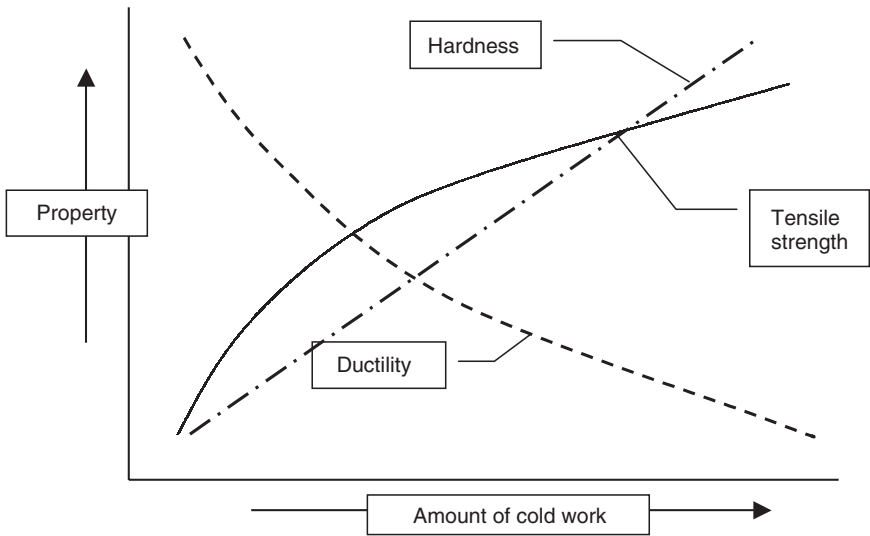 Hardness
Property
Tensile
strength
Ductility
Amount of cold work